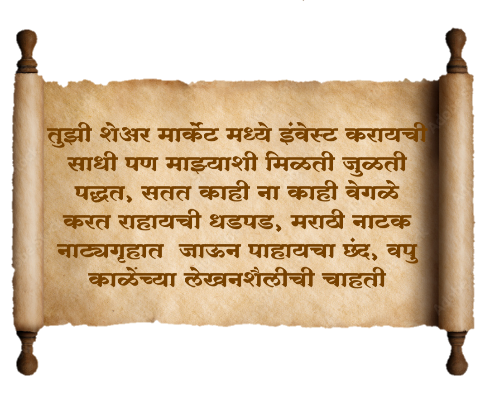 तुझी शेअर मार्केट मध्ये इंवेस्ट करायची
साधी पण माझ्याशी मिळती जुळती
पद्धत, सतत काही ना काही वेगळे
करत राहायची धडपड, मराठी नाटक
नाट्यगृहात जाऊन पाहायचा छंद, वपु
काळेंच्या लेखनशैलीची चाहती